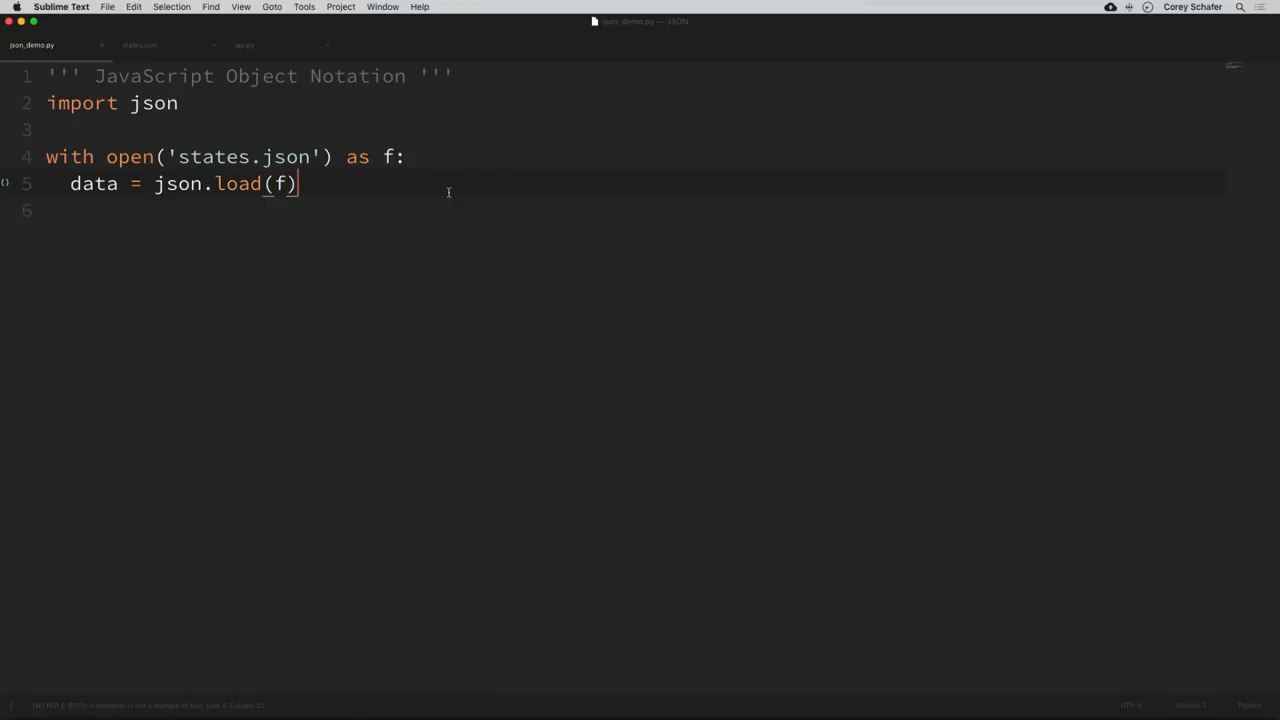 Sublime Text File Edit Selection Find View Goto Tools Project Window Help Corey Schafer
json_demo.py — JSON
json_demo.py states.json api.py
1 ''' JavaScript Object Notation '''
2 import json
3
4 with open('states.json') as f:
5 data = json.load(f)
6
[W] PEP 8 (E111): indentation is not a multiple of four, Line 5, Column 23 UTF-8 Spaces: 2 Python